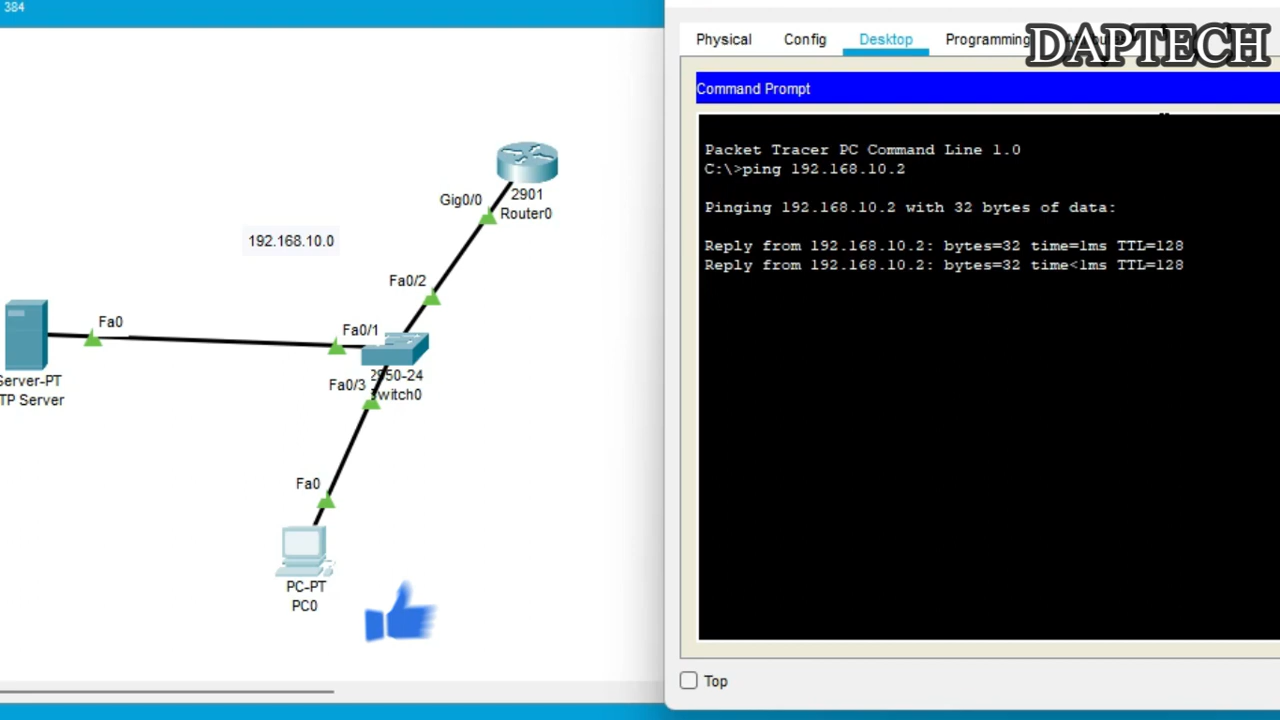 384
Physical
Config
Desktop
Programming
DAPTECH
Command Prompt
Packet Tracer PC Command Line 1.0
C:\>ping 192.168.10.2
Pinging 192.168.10.2 with 32 bytes of data:
Reply from 192.168.10.2: bytes=32 time=1ms TTL=128
Reply from 192.168.10.2: bytes=32 time<1ms TTL=128
Top
2901
Router0
Gig0/0
192.168.10.0
Fa0/2
Fa0
Fa0/1
Server-PT
TP Server
2950-24
Switch0
Fa0/3
Fa0
PC-PT
PC0